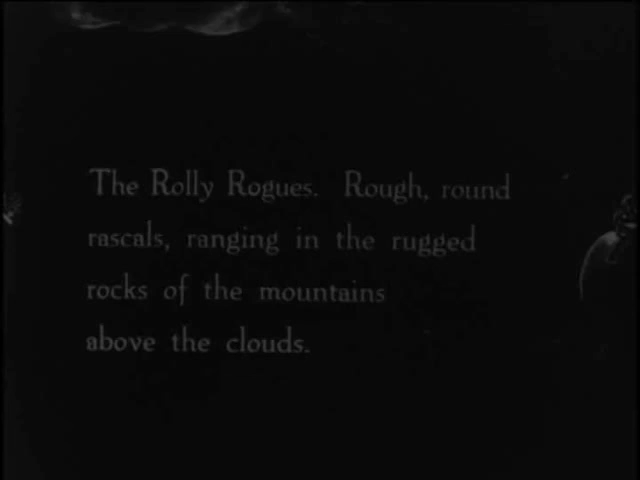 The Rolly Rogues. Rough, round
rascals, ranging in the rugged
rocks of the mountains
above the clouds.